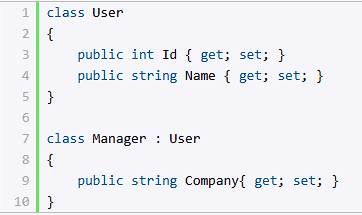 1 class User
2 {
3     public int Id { get; set; }
4     public string Name { get; set; }
5 }
6
7 class Manager : User
8 {
9     public string Company{ get; set; }
10 }